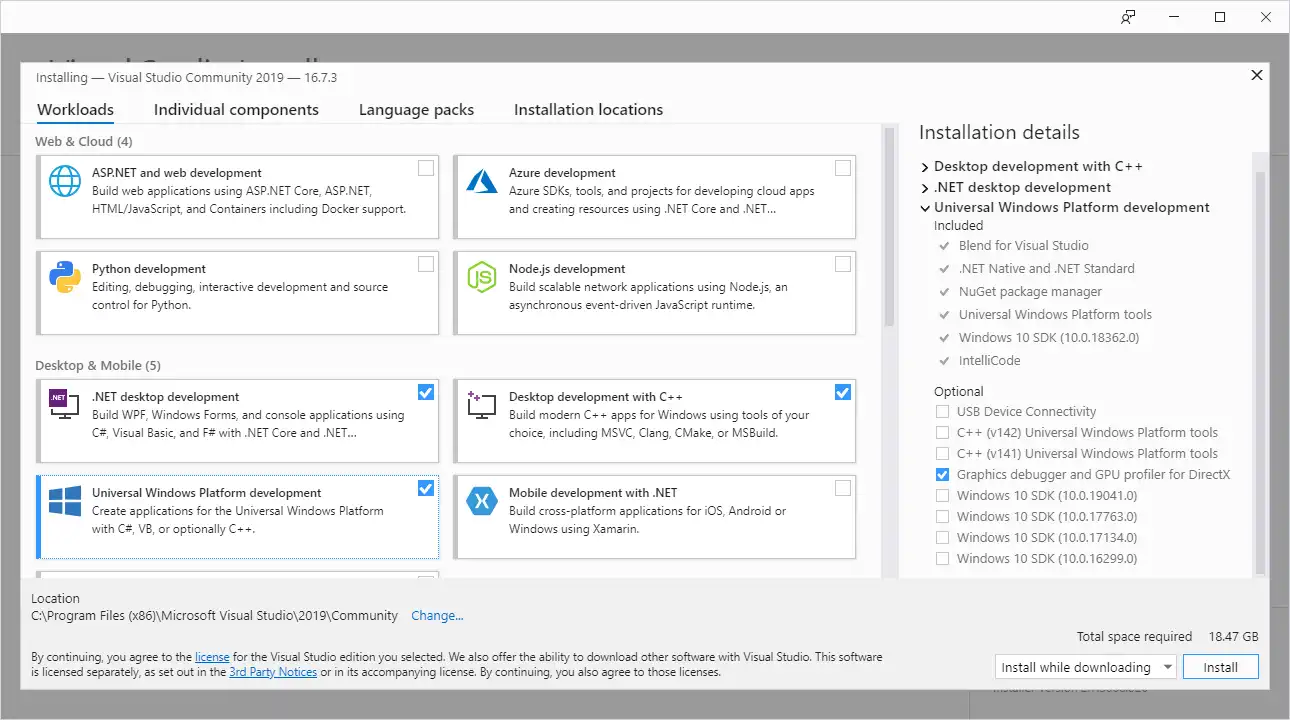 Installing — Visual Studio Community 2019 — 16.7.3
Workloads
Individual components
Language packs
Installation locations
Web & Cloud (4)
ASP.NET and web development
Build web applications using ASP.NET Core, ASP.NET,
HTML/JavaScript, and Containers including Docker support.
Azure development
Azure SDKs, tools, and projects for developing cloud apps
and creating resources using .NET Core and .NET...
Python development
Editing, debugging, interactive development and source
control for Python.
JS
Node.js development
Build scalable network applications using Node.js, an
asynchronous event-driven JavaScript runtime.
Desktop & Mobile (5)
.NET
.NET desktop development
Build WPF, Windows Forms, and console applications using
C#, Visual Basic, and F# with .NET Core and .NET...
Desktop development with C++
Build modern C++ apps for Windows using tools of your
choice, including MSVC, Clang, CMake, or MSBuild.
Universal Windows Platform development
Create applications for the Universal Windows Platform
with C#, VB, or optionally C++.
Mobile development with .NET
Build cross-platform applications for iOS, Android or
Windows using Xamarin.
Installation details
Desktop development with C++
.NET desktop development
Universal Windows Platform development
Included
Blend for Visual Studio
.NET Native and .NET Standard
NuGet package manager
Universal Windows Platform tools
Windows 10 SDK (10.0.18362.0)
IntelliCode
Optional
USB Device Connectivity
C++ (v142) Universal Windows Platform tools
C++ (v141) Universal Windows Platform tools
Graphics debugger and GPU profiler for DirectX
Windows 10 SDK (10.0.19041.0)
Windows 10 SDK (10.0.17763.0)
Windows 10 SDK (10.0.17134.0)
Windows 10 SDK (10.0.16299.0)
Location
C:\Program Files (x86)\Microsoft Visual Studio\2019\Community Change...
By continuing, you agree to the license for the Visual Studio edition you selected. We also offer the ability to download other software with Visual Studio. This software
is licensed separately, as set out in the 3rd Party Notices or in its accompanying license. By continuing, you also agree to those licenses.
Total space required 18.47 GB
Install while downloading
Install